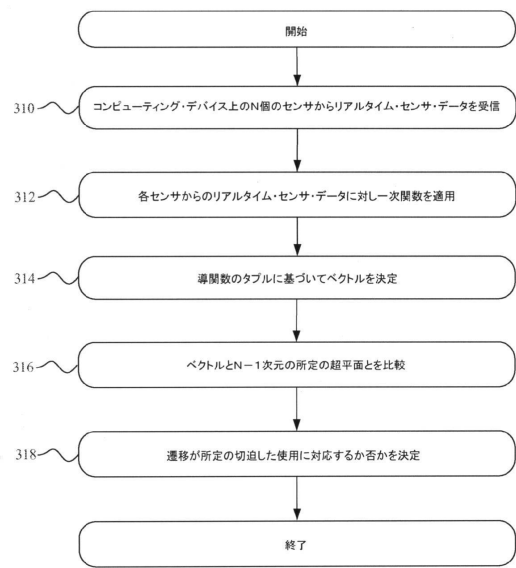 開始
310
コンピューティング・デバイス上のN個のセンサからリアルタイム・センサ・データを受信
312
各センサからのリアルタイム・センサ・データに対し一次関数を適用
314
導関数のタプルに基づいてベクトルを決定
316
ベクトルとN－1次元の所定の超平面とを比較
318
遷移が所定の切迫した使用に対応するか否かを決定
終了